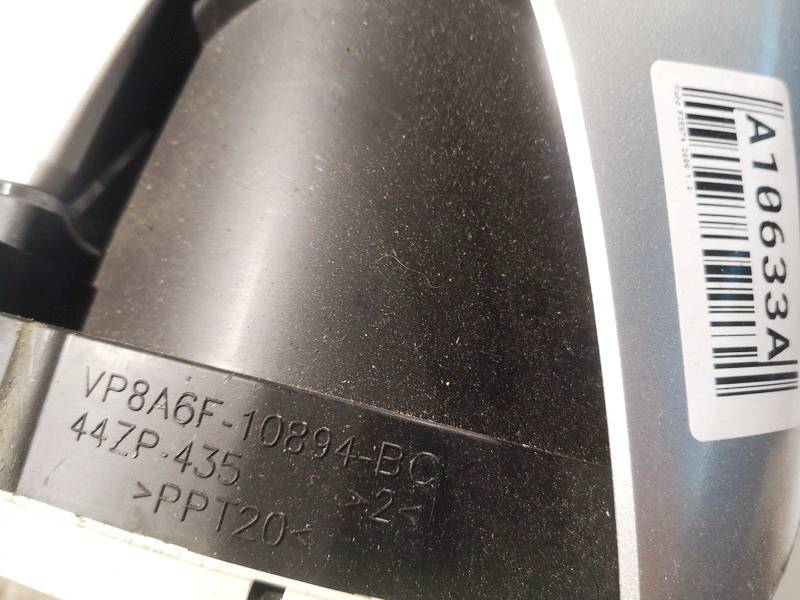 VP8A6F-10894-BC
44ZP-435
>2<
>PPT20<
A10633A